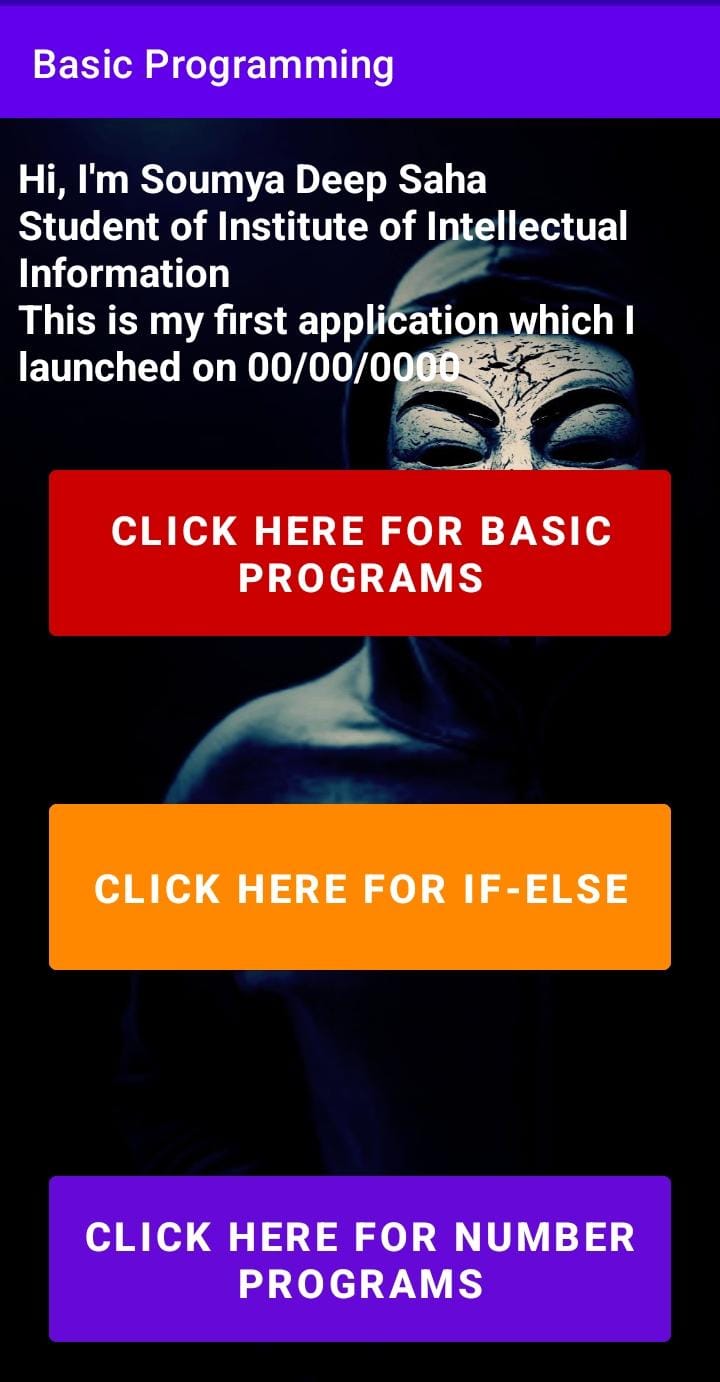 Basic Programming
Hi, I'm Soumya Deep Saha
Student of Institute of Intellectual
Information
This is my first application which I
launched on 00/00/0000
CLICK HERE FOR BASIC
PROGRAMS
CLICK HERE FOR IF-ELSE
CLICK HERE FOR NUMBER
PROGRAMS